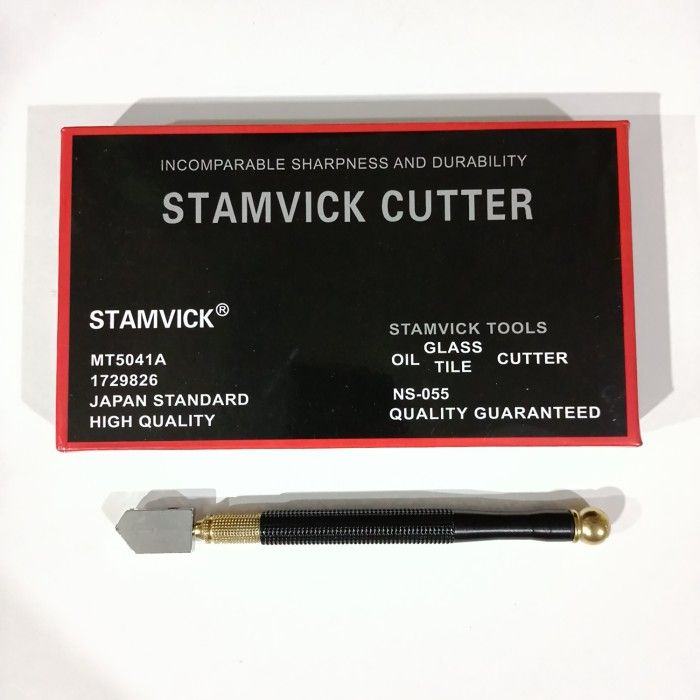 INCOMPARABLE SHARPNESS AND DURABILITY
STAMVICK CUTTER
STAMVICK®
MT5041A
1729826
JAPAN STANDARD
HIGH QUALITY
STAMVICK TOOLS
OIL GLASS TILE CUTTER
NS-055
QUALITY GUARANTEED